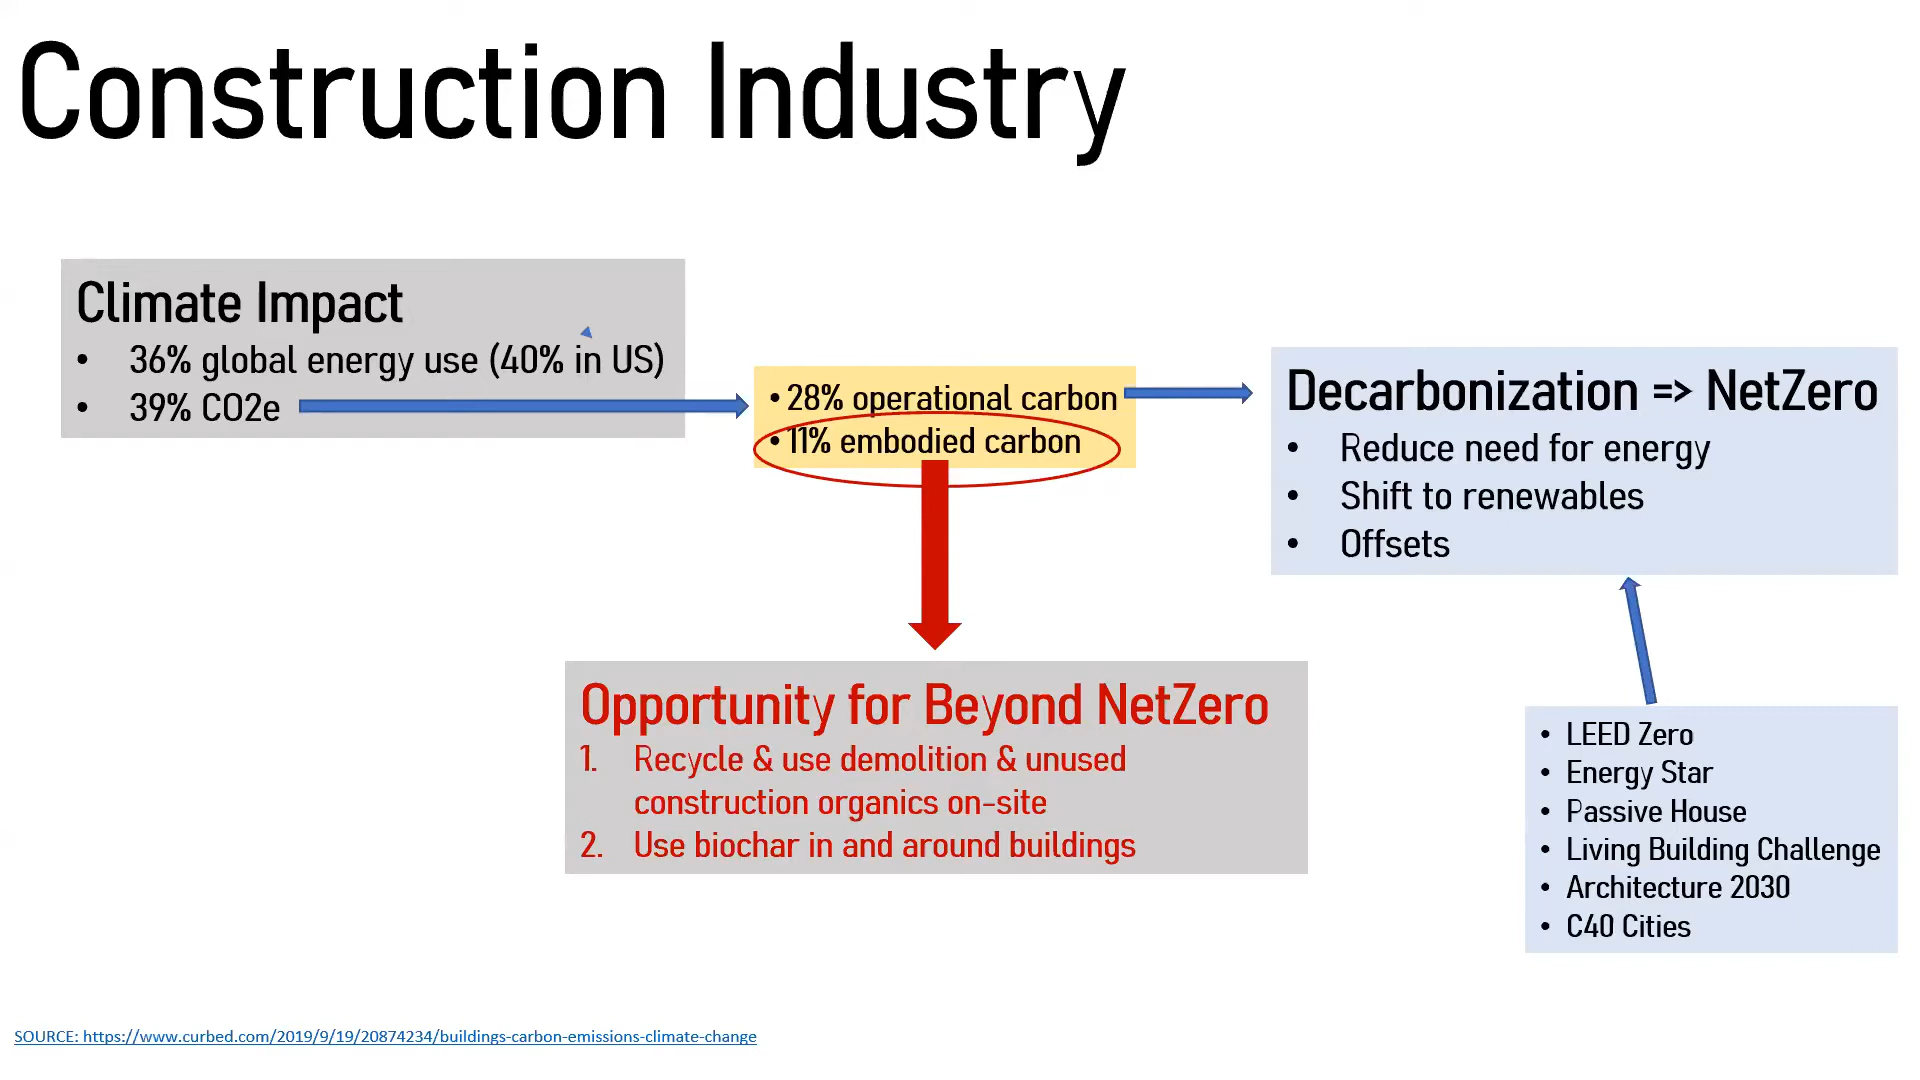 Construction Industry
Climate Impact
• 36% global energy use (40% in US)
• 39% CO2e
• 28% operational carbon
• 11% embodied carbon
Decarbonization => NetZero
• Reduce need for energy
• Shift to renewables
• Offsets
Opportunity for Beyond NetZero
1. Recycle & use demolition & unused
construction organics on-site
2. Use biochar in and around buildings
• LEED Zero
• Energy Star
• Passive House
• Living Building Challenge
• Architecture 2030
• C40 Cities
SOURCE: https://www.curbed.com/2019/9/19/20874234/buildings-carbon-emissions-climate-change